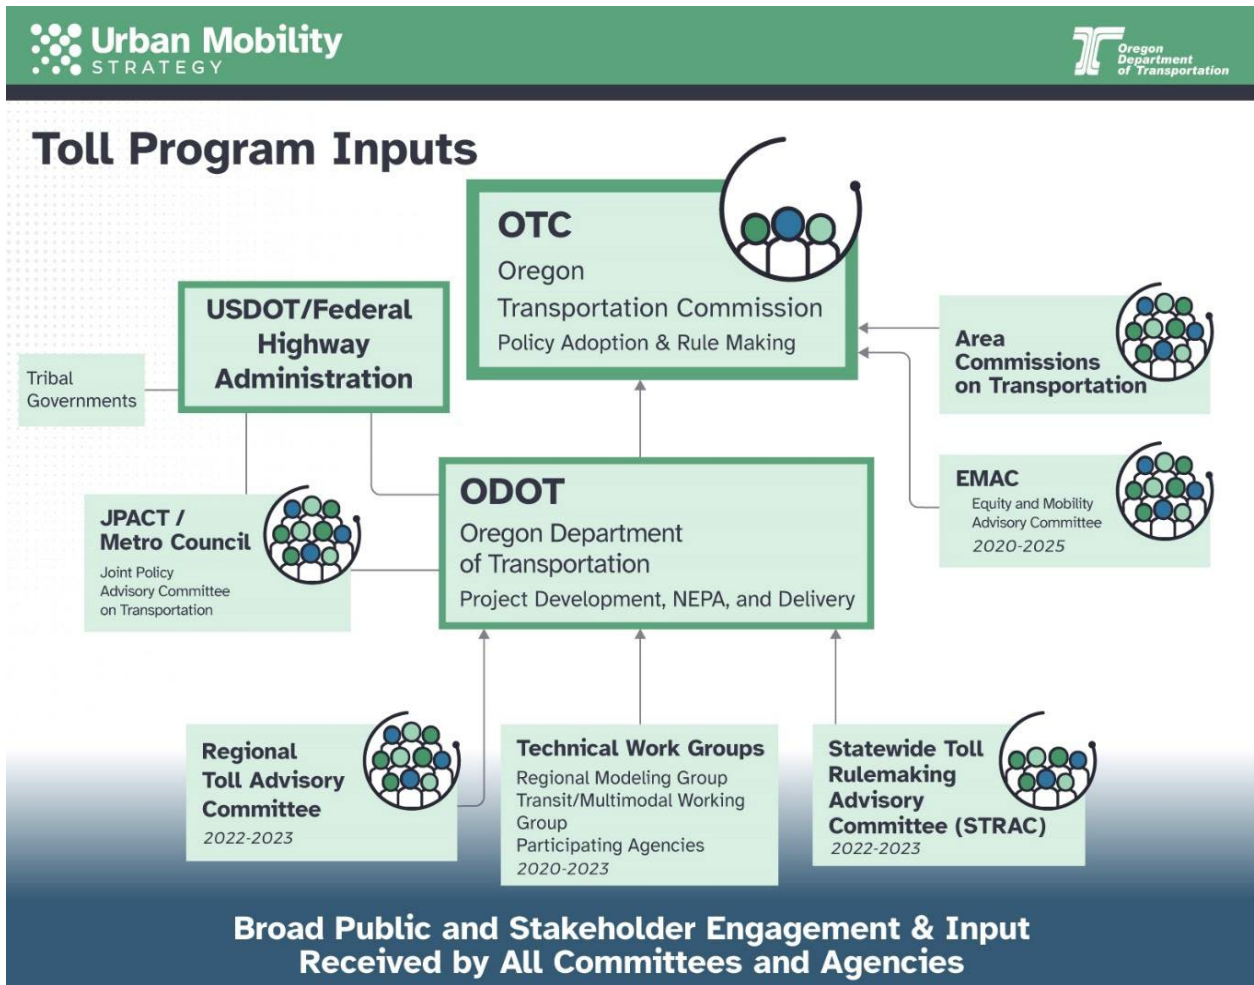 Urban Mobility
STRATEGY
Oregon
Department
of Transportation
Toll Program Inputs
OTC
Oregon
Transportation Commission
Policy Adoption & Rule Making
USDOT/Federal
Highway
Administration
Tribal
Governments
Area
Commissions
on Transportation
EMAC
Equity and Mobility
Advisory Committee
2020-2025
JPACT /
Metro Council
Joint Policy
Advisory Committee
on Transportation
ODOT
Oregon Department
of Transportation
Project Development, NEPA, and Delivery
Regional
Toll Advisory
Committee
2022-2023
Technical Work Groups
Regional Modeling Group
Transit/Multimodal Working
Group
Participating Agencies
2020-2023
Statewide Toll
Rulemaking
Advisory
Committee (STRAC)
2022-2023
Broad Public and Stakeholder Engagement & Input
Received by All Committees and Agencies